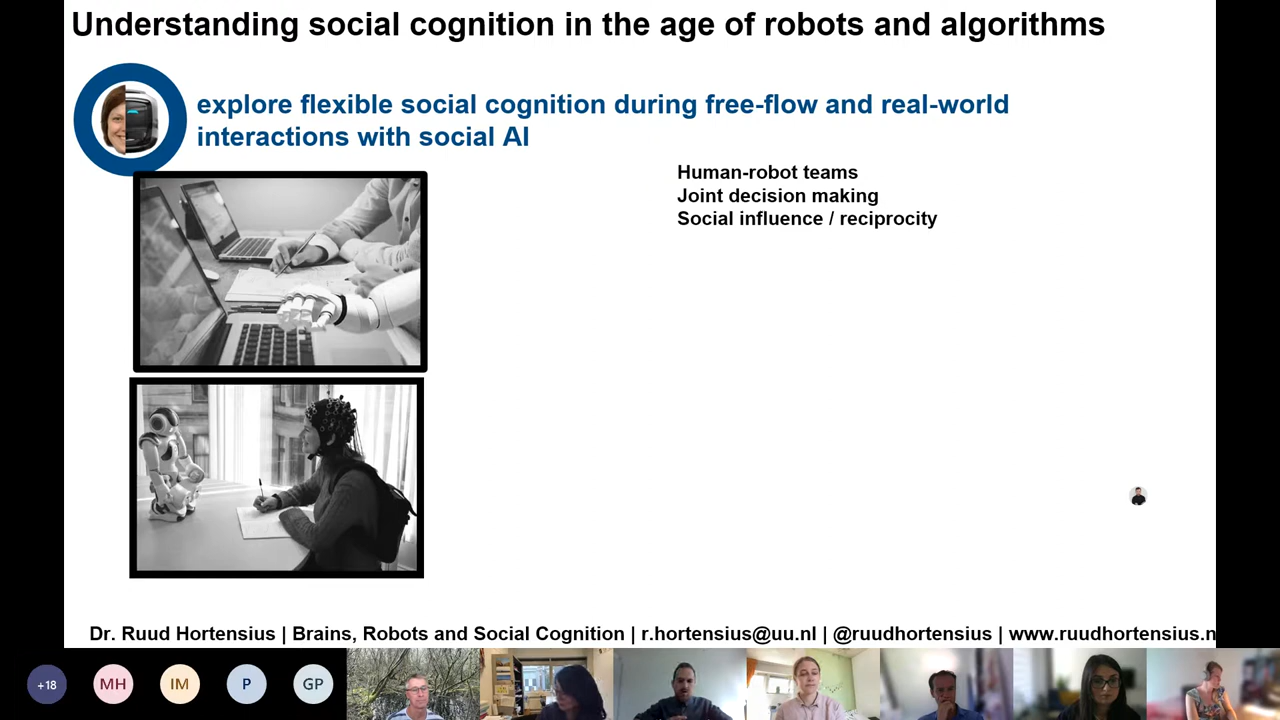 Understanding social cognition in the age of robots and algorithms
explore flexible social cognition during free-flow and real-world
interactions with social AI
Human-robot teams
Joint decision making
Social influence / reciprocity
Dr. Ruud Hortensius | Brains, Robots and Social Cognition | r.hortensius@uu.nl | @ruudhortensius | www.ruudhortensius.n
+18
MH
IM
P
GP